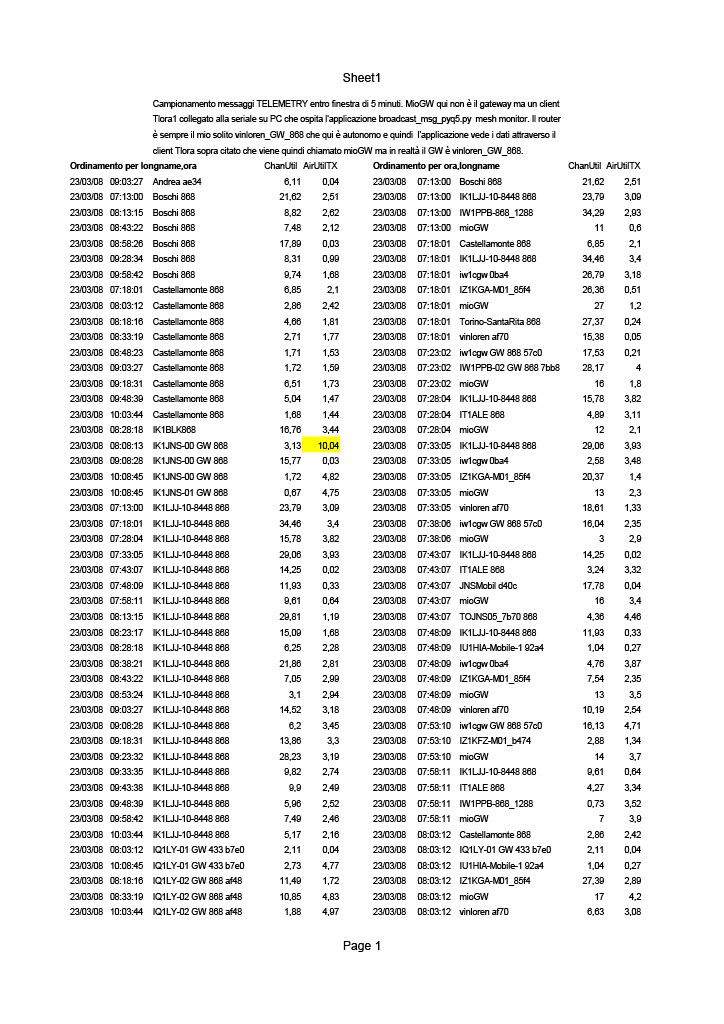 Sheet1
Campionamento messaggi TELEMETRY entro finestra di 5 minuti. MioGW qui non è il gateway ma un client
Tlora1 collegato alla seriale su PC che ospita l'applicazione broadcast_msg_pyq5.py mesh monitor. Il router
è sempre il mio solito vinloren_GW_868 che qui è autonomo e quindi l'applicazione vede i dati attraverso il
client Tlora sopra citato che viene quindi chiamato mioGW ma in realtà il GW è vinloren_GW_868.
Ordinamento per longname,ora ChanUtil AirUtilTX Ordinamento per ora,longname ChanUtil AirUtilTX
23/03/08 09:03:27 Andrea ae34 6,11 0,04 23/03/08 07:13:00 Boschi 868 21,62 2,51
23/03/08 07:13:00 Boschi 868 21,62 2,51 23/03/08 07:13:00 IK1LJJ-10-8448 868 23,79 3,09
23/03/08 08:13:15 Boschi 868 8,82 2,62 23/03/08 07:13:00 IW1PPB-868_1288 34,29 2,93
23/03/08 08:43:22 Boschi 868 7,48 2,12 23/03/08 07:13:00 mioGW 11 0,6
23/03/08 08:58:26 Boschi 868 17,89 0,03 23/03/08 07:18:01 Castellamonte 868 6,85 2,1
23/03/08 09:28:34 Boschi 868 8,31 0,99 23/03/08 07:18:01 IK1LJJ-10-8448 868 34,46 3,4
23/03/08 09:58:42 Boschi 868 9,74 1,68 23/03/08 07:18:01 iw1cgw 0ba4 26,79 3,18
23/03/08 07:18:01 Castellamonte 868 6,85 2,1 23/03/08 07:18:01 IZ1KGA-M01_85f4 26,36 0,51
23/03/08 08:03:12 Castellamonte 868 2,86 2,42 23/03/08 07:18:01 mioGW 27 1,2
23/03/08 08:18:16 Castellamonte 868 4,66 1,81 23/03/08 07:18:01 Torino-SantaRita 868 27,37 0,24
23/03/08 08:33:19 Castellamonte 868 2,71 1,77 23/03/08 07:18:01 vinloren af70 15,38 0,05
23/03/08 08:48:23 Castellamonte 868 1,71 1,53 23/03/08 07:23:02 iw1cgw GW 868 57c0 17,53 0,21
23/03/08 09:03:27 Castellamonte 868 1,72 1,59 23/03/08 07:23:02 IW1PPB-02 GW 868 7bb8 28,17 4
23/03/08 09:18:31 Castellamonte 868 6,51 1,73 23/03/08 07:23:02 mioGW 16 1,8
23/03/08 09:48:39 Castellamonte 868 5,04 1,47 23/03/08 07:28:04 IK1LJJ-10-8448 868 15,78 3,82
23/03/08 10:03:44 Castellamonte 868 1,68 1,44 23/03/08 07:28:04 IT1ALE 868 4,89 3,11
23/03/08 08:28:18 IK1BLK868 16,76 3,44 23/03/08 07:28:04 mioGW 12 2,1
23/03/08 08:08:13 IK1JNS-00 GW 868 3,13 10,04 23/03/08 07:33:05 IK1LJJ-10-8448 868 29,06 3,93
23/03/08 09:08:28 IK1JNS-00 GW 868 15,77 0,03 23/03/08 07:33:05 iw1cgw 0ba4 2,58 3,48
23/03/08 10:08:45 IK1JNS-00 GW 868 1,72 4,82 23/03/08 07:33:05 IZ1KGA-M01_85f4 20,37 1,4
23/03/08 10:08:45 IK1JNS-01 GW 868 0,67 4,75 23/03/08 07:33:05 mioGW 13 2,3
23/03/08 07:13:00 IK1LJJ-10-8448 868 23,79 3,09 23/03/08 07:33:05 vinloren af70 18,61 1,33
23/03/08 07:18:01 IK1LJJ-10-8448 868 34,46 3,4 23/03/08 07:38:06 iw1cgw GW 868 57c0 16,04 2,35
23/03/08 07:28:04 IK1LJJ-10-8448 868 15,78 3,82 23/03/08 07:38:06 mioGW 3 2,9
23/03/08 07:33:05 IK1LJJ-10-8448 868 29,06 3,93 23/03/08 07:43:07 IK1LJJ-10-8448 868 14,25 0,02
23/03/08 07:43:07 IK1LJJ-10-8448 868 14,25 0,02 23/03/08 07:43:07 IT1ALE 868 3,24 3,32
23/03/08 07:48:09 IK1LJJ-10-8448 868 11,93 0,33 23/03/08 07:43:07 JNSMobil d40c 17,78 0,04
23/03/08 07:58:11 IK1LJJ-10-8448 868 9,61 0,64 23/03/08 07:43:07 mioGW 16 3,4
23/03/08 08:13:15 IK1LJJ-10-8448 868 29,81 1,19 23/03/08 07:43:07 TOJNS05_7b70 868 4,36 4,46
23/03/08 08:23:17 IK1LJJ-10-8448 868 15,09 1,68 23/03/08 07:48:09 IK1LJJ-10-8448 868 11,93 0,33
23/03/08 08:28:18 IK1LJJ-10-8448 868 6,25 2,28 23/03/08 07:48:09 IU1HIA-Mobile-1 92a4 1,04 0,27
23/03/08 08:38:21 IK1LJJ-10-8448 868 21,86 2,81 23/03/08 07:48:09 iw1cgw 0ba4 4,76 3,87
23/03/08 08:43:22 IK1LJJ-10-8448 868 7,05 2,99 23/03/08 07:48:09 IZ1KGA-M01_85f4 7,54 2,35
23/03/08 08:53:24 IK1LJJ-10-8448 868 3,1 2,94 23/03/08 07:48:09 mioGW 13 3,5
23/03/08 09:03:27 IK1LJJ-10-8448 868 14,52 3,18 23/03/08 07:48:09 vinloren af70 10,19 2,54
23/03/08 09:08:28 IK1LJJ-10-8448 868 6,2 3,45 23/03/08 07:53:10 iw1cgw GW 868 57c0 16,13 4,71
23/03/08 09:18:31 IK1LJJ-10-8448 868 13,86 3,3 23/03/08 07:53:10 IZ1KFZ-M01_b474 2,88 1,34
23/03/08 09:23:32 IK1LJJ-10-8448 868 28,23 3,19 23/03/08 07:53:10 mioGW 14 3,7
23/03/08 09:33:35 IK1LJJ-10-8448 868 9,82 2,74 23/03/08 07:58:11 IK1LJJ-10-8448 868 9,61 0,64
23/03/08 09:43:38 IK1LJJ-10-8448 868 9,9 2,49 23/03/08 07:58:11 IT1ALE 868 4,27 3,34
23/03/08 09:48:39 IK1LJJ-10-8448 868 5,96 2,52 23/03/08 07:58:11 IW1PPB-868_1288 0,73 3,52
23/03/08 09:58:42 IK1LJJ-10-8448 868 7,49 2,46 23/03/08 07:58:11 mioGW 7 3,9
23/03/08 10:03:44 IK1LJJ-10-8448 868 5,17 2,16 23/03/08 08:03:12 Castellamonte 868 2,86 2,42
23/03/08 08:03:12 IQ1LY-01 GW 433 b7e0 2,11 0,04 23/03/08 08:03:12 IQ1LY-01 GW 433 b7e0 2,11 0,04
23/03/08 10:08:45 IQ1LY-01 GW 433 b7e0 2,73 4,77 23/03/08 08:03:12 IU1HIA-Mobile-1 92a4 1,04 0,27
23/03/08 08:18:16 IQ1LY-02 GW 868 af48 11,49 1,72 23/03/08 08:03:12 IZ1KGA-M01_85f4 27,39 2,89
23/03/08 08:33:19 IQ1LY-02 GW 868 af48 10,85 4,83 23/03/08 08:03:12 mioGW 17 4,2
23/03/08 10:03:44 IQ1LY-02 GW 868 af48 1,88 4,97 23/03/08 08:03:12 vinloren af70 6,63 3,08
Page 1